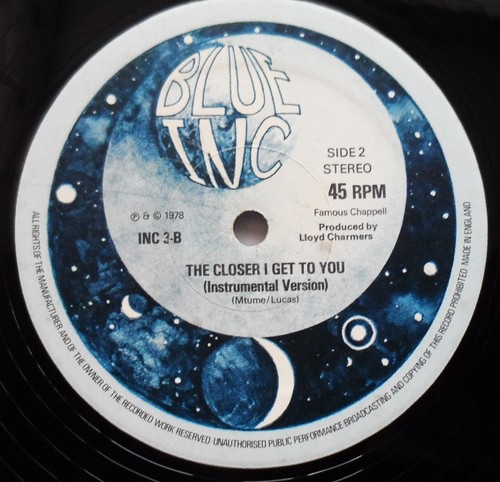 BLUE
INC
SIDE 2
STEREO
45 RPM
℗ & © 1978
Famous Chappell
INC 3-B
Produced by
Lloyd Charmers
THE CLOSER I GET TO YOU
(Instrumental Version)
(Mtume/Lucas)
ALL RIGHTS OF THE MANUFACTURER AND OF THE OWNER OF THE RECORDED WORK RESERVED UNAUTHORISED PUBLIC PERFORMANCE BROADCASTING AND COPYING OF THIS RECORD PROHIBITED MADE IN ENGLAND